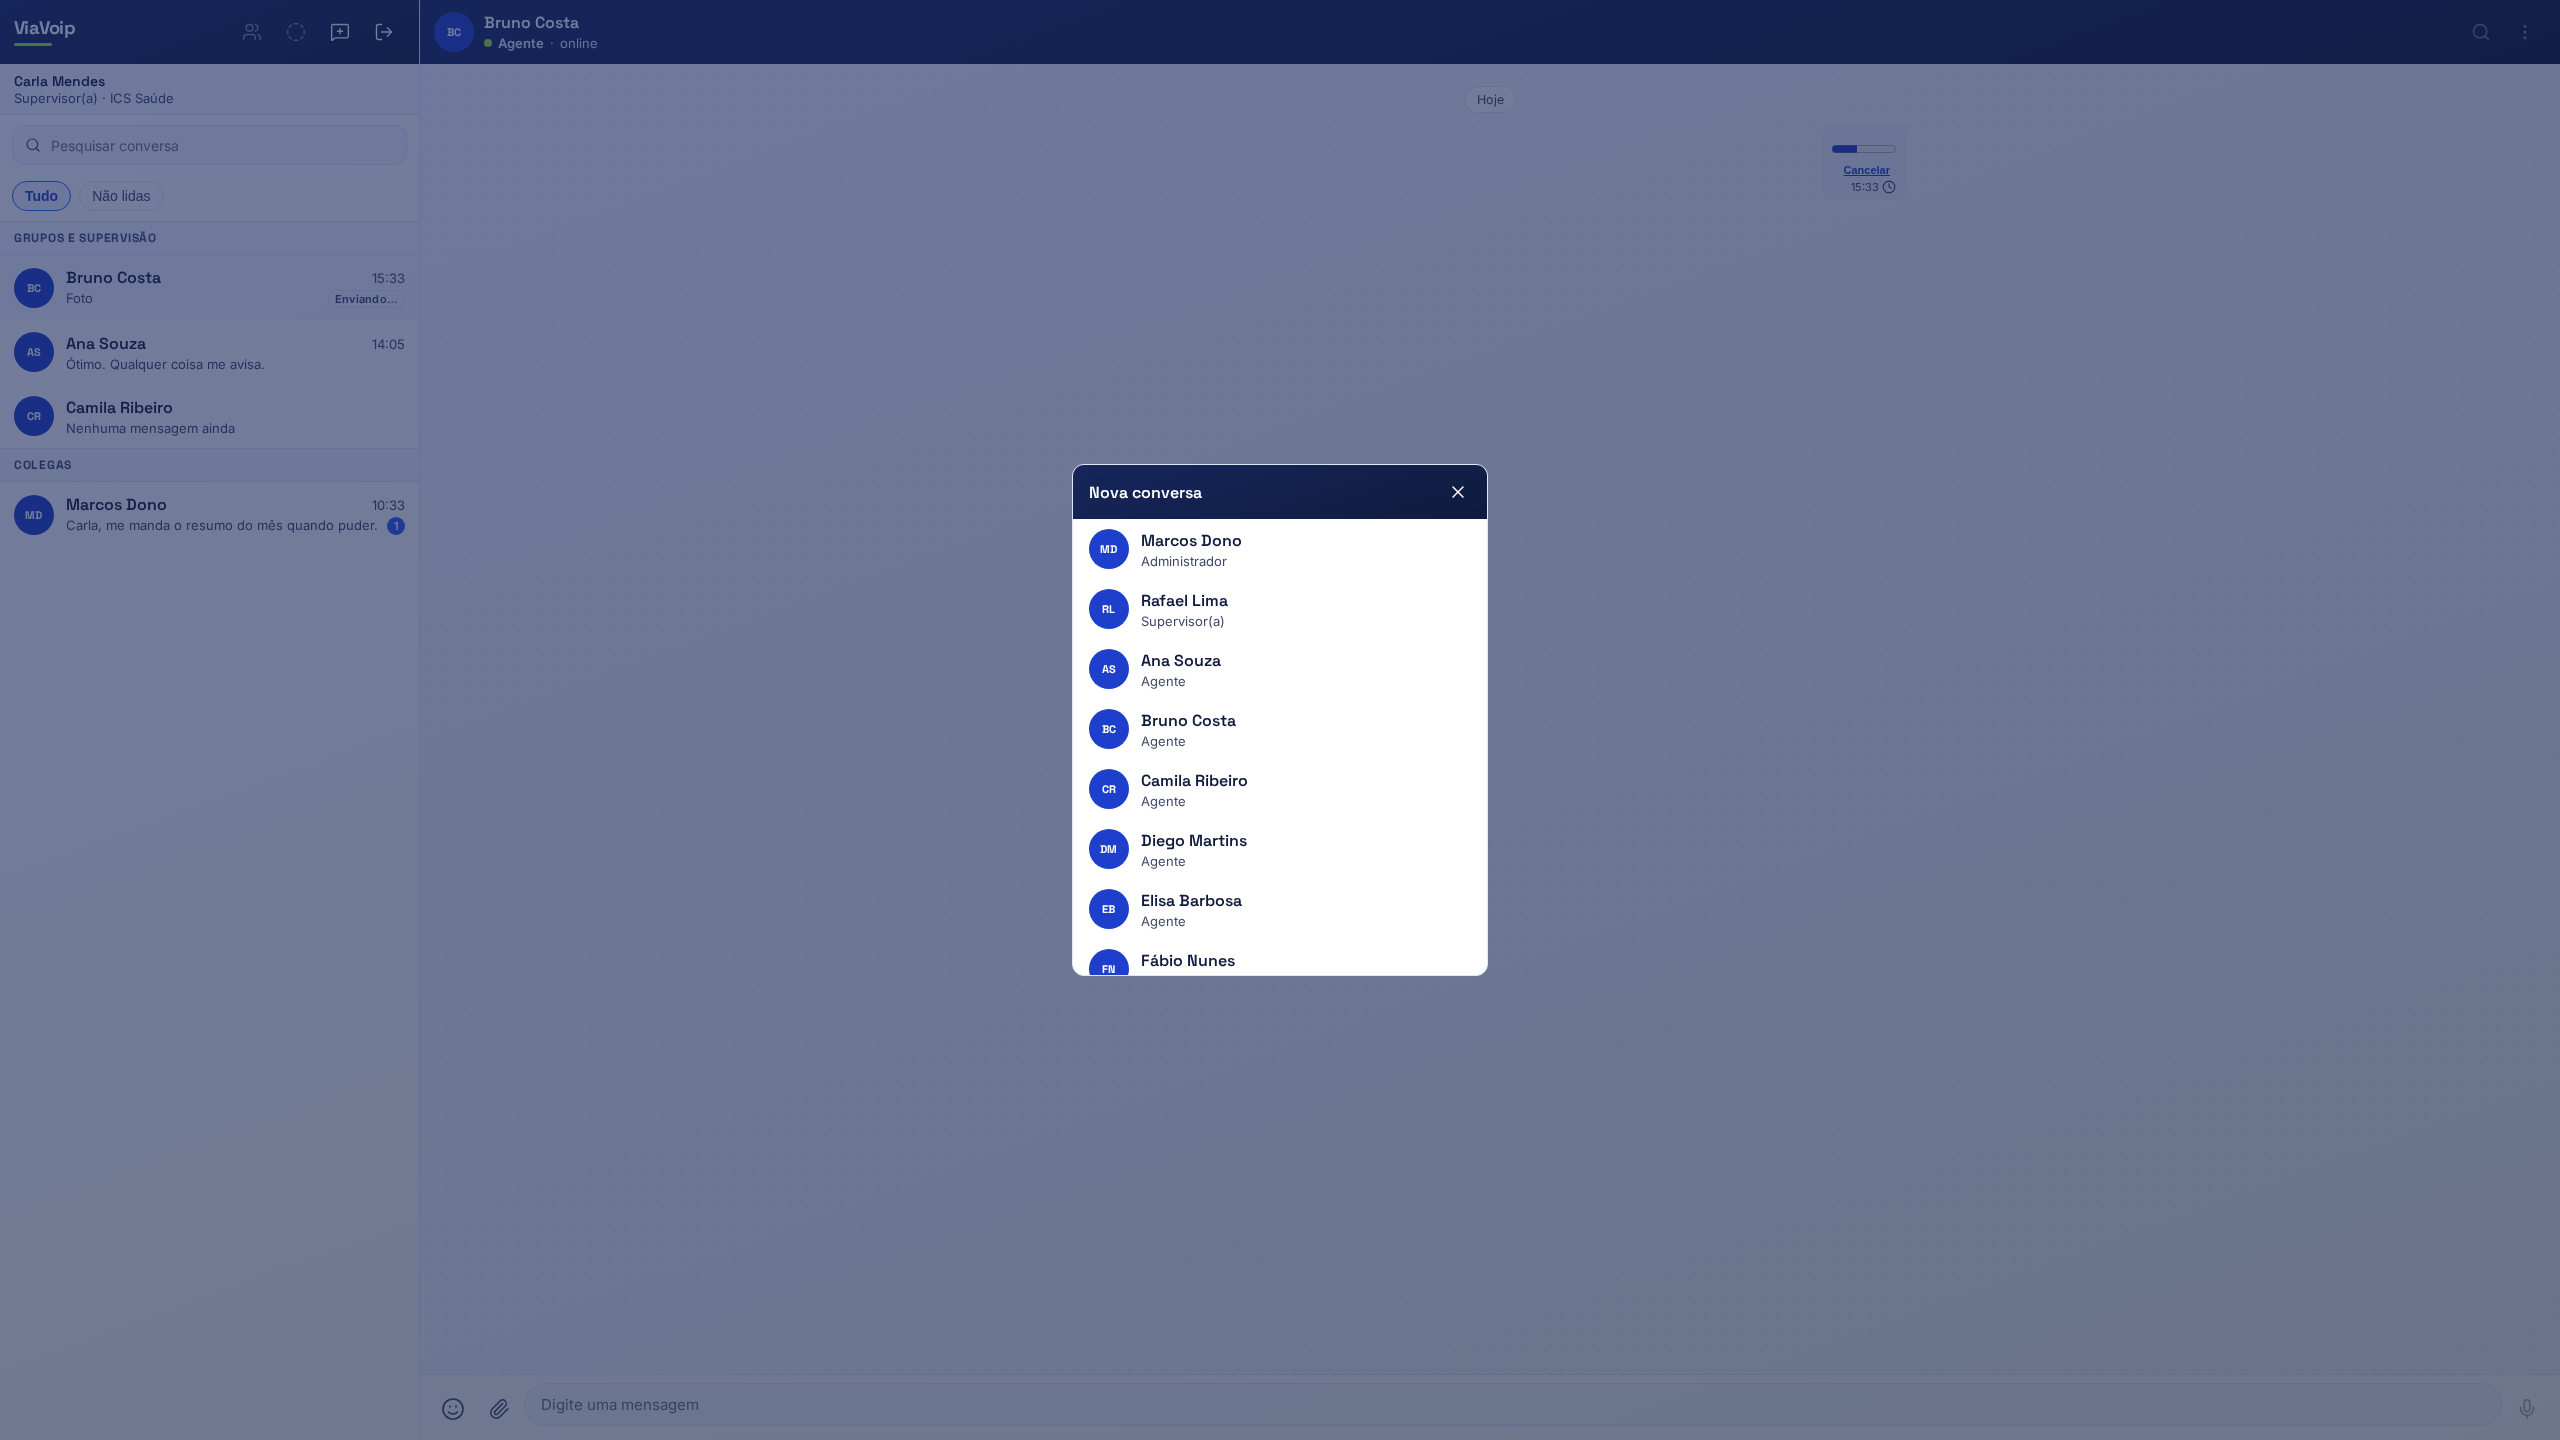 ViaVoip
Carla Mendes
Supervisor(a) · ICS Saúde
Pesquisar conversa
Tudo
Não lidas
GRUPOS E SUPERVISÃO
BC
Bruno Costa
15:33
Foto
Enviando...
AS
Ana Souza
14:05
Ótimo. Qualquer coisa me avisa.
CR
Camila Ribeiro
Nenhuma mensagem ainda
COLEGAS
MD
Marcos Dono
10:33
Carla, me manda o resumo do mês quando puder.
1
BC
Bruno Costa
Agente · online
Hoje
Cancelar
15:33
Nova conversa
MD
Marcos Dono
Administrador
RL
Rafael Lima
Supervisor(a)
AS
Ana Souza
Agente
BC
Bruno Costa
Agente
CR
Camila Ribeiro
Agente
DM
Diego Martins
Agente
EB
Elisa Barbosa
Agente
FN
Fábio Nunes
Digite uma mensagem